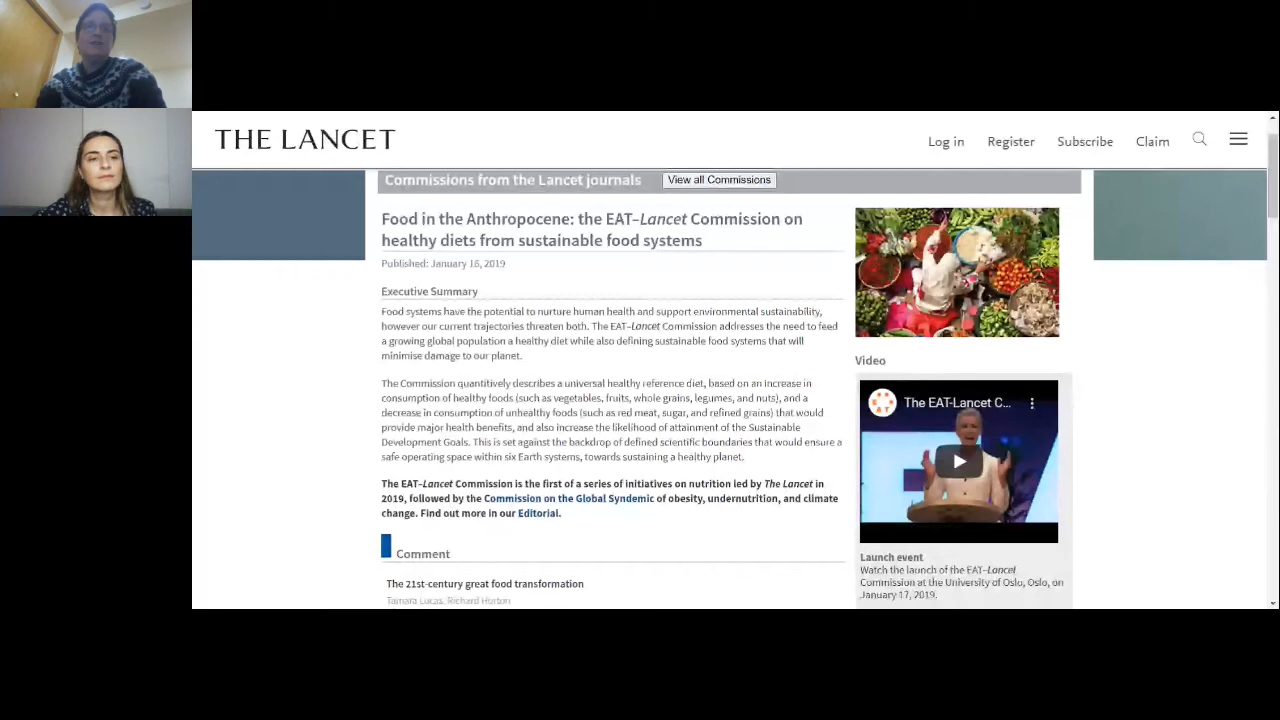 THE LANCET
Log in
Register
Subscribe
Claim
Commissions from the Lancet journals
View all Commissions
Food in the Anthropocene: the EAT–Lancet Commission on
healthy diets from sustainable food systems
Published: January 16, 2019
Executive Summary
Food systems have the potential to nurture human health and support environmental sustainability,
however our current trajectories threaten both. The EAT–Lancet Commission addresses the need to feed
a growing global population a healthy diet while also defining sustainable food systems that will
minimise damage to our planet.
The Commission quantitively describes a universal healthy reference diet, based on an increase in
consumption of healthy foods (such as vegetables, fruits, whole grains, legumes, and nuts), and a
decrease in consumption of unhealthy foods (such as red meat, sugar, and refined grains) that would
provide major health benefits, and also increase the likelihood of attainment of the Sustainable
Development Goals. This is set against the backdrop of defined scientific boundaries that would ensure a
safe operating space within six Earth systems, towards sustaining a healthy planet.
The EAT–Lancet Commission is the first of a series of initiatives on nutrition led by The Lancet in
2019, followed by the Commission on the Global Syndemic of obesity, undernutrition, and climate
change. Find out more in our Editorial.
Comment
The 21st-century great food transformation
Tamara Lucas, Richard Horton
Video
The EAT-Lancet C...
Launch event
Watch the launch of the EAT–Lancet
Commission at the University of Oslo, Oslo, on
January 17, 2019.